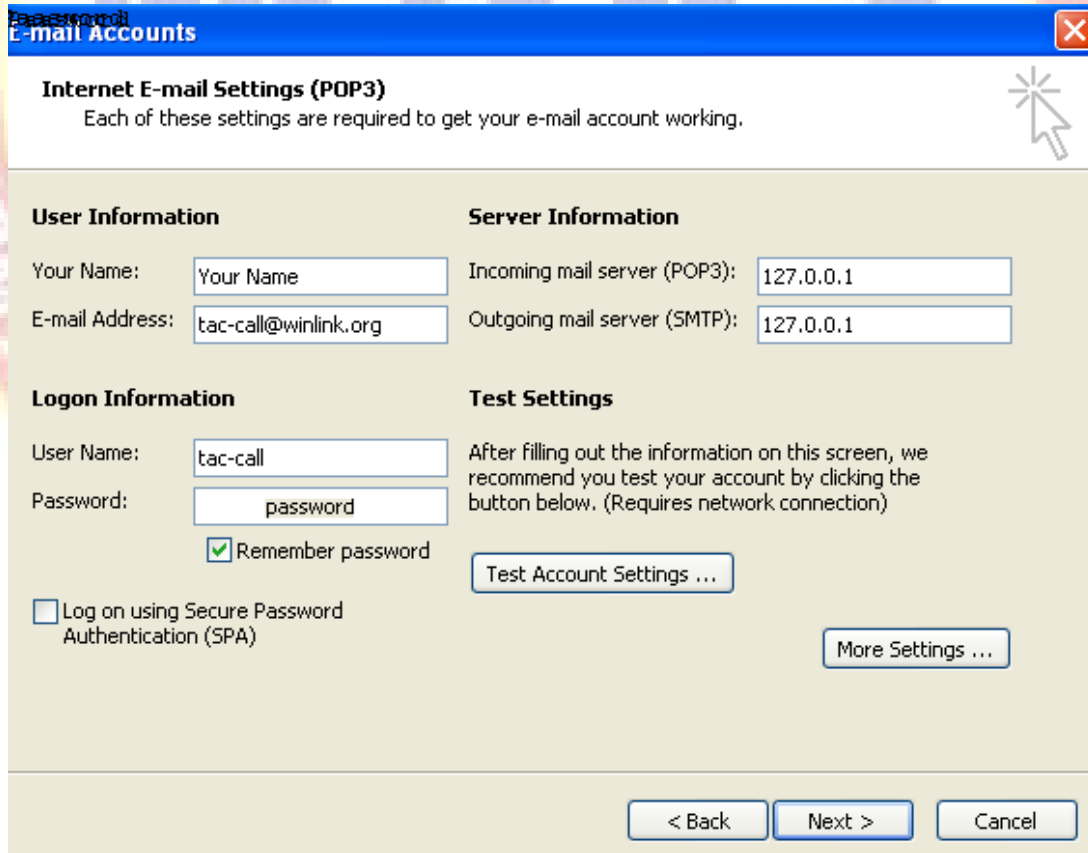 Password
E-mail Accounts
Internet E-mail Settings (POP3)
Each of these settings are required to get your e-mail account working.
User Information
Your Name: Your Name
E-mail Address: tac-call@winlink.org
Server Information
Incoming mail server (POP3): 127.0.0.1
Outgoing mail server (SMTP): 127.0.0.1
Logon Information
User Name: tac-call
Password: password
Remember password
Log on using Secure Password
Authentication (SPA)
Test Settings
After filling out the information on this screen, we
recommend you test your account by clicking the
button below. (Requires network connection)
Test Account Settings ...
More Settings ...
< Back
Next >
Cancel